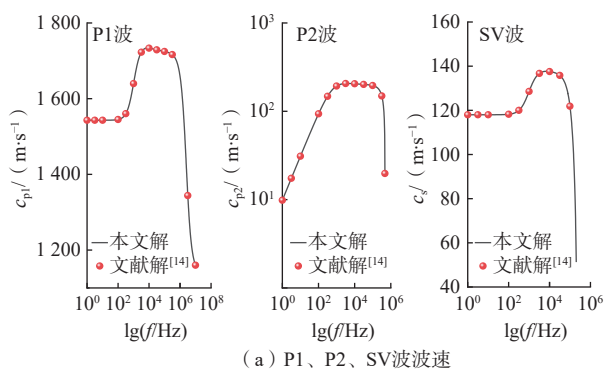 P1波
c_{p1}/（m·s⁻¹）
1 800
1 600
1 400
1 200
—本文解
文献解[14]
10⁰ 10² 10⁴ 10⁶ 10⁸
lg(f/Hz)
P2波
c_{p2}/（m·s⁻¹）
10³
10²
10¹
—本文解
文献解[14]
10⁰ 10² 10⁴ 10⁶
lg(f/Hz)
SV波
c_s/（m·s⁻¹）
160
140
120
100
80
60
40
—本文解
文献解[14]
10⁰ 10² 10⁴ 10⁶
lg(f/Hz)
（a）P1、P2、SV波波速